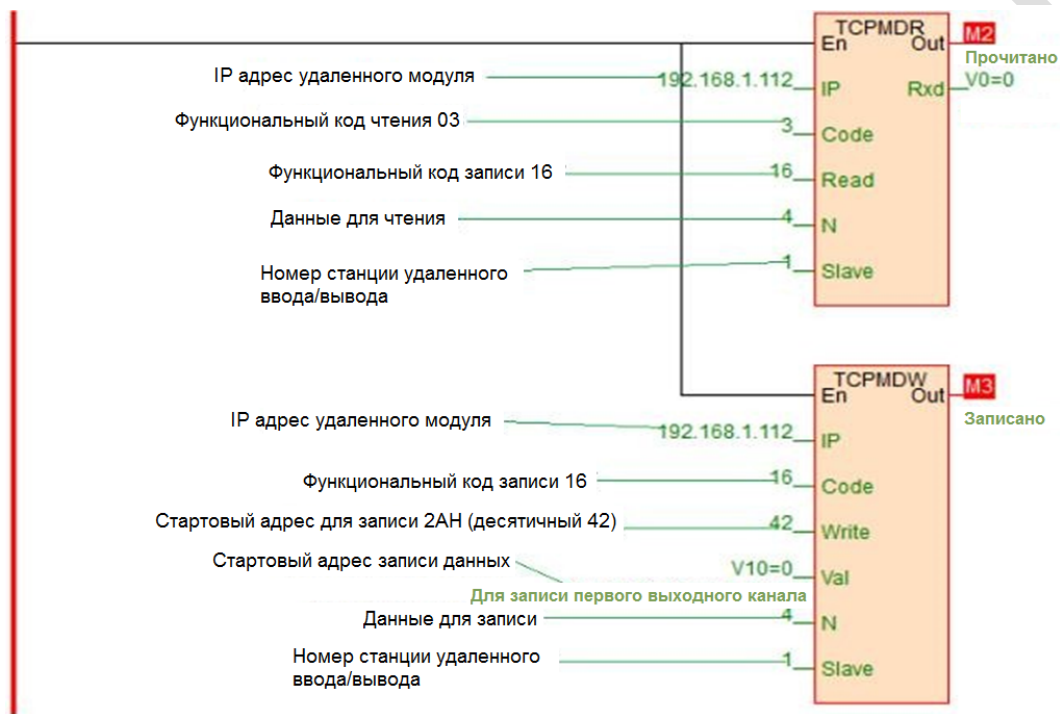 TCPMDR
En Out M2
Прочитано
IP адрес удаленного модуля 192.168.1.112 IP Rxd V0=0
Функциональный код чтения 03 3 Code
Функциональный код записи 16 16 Read
Данные для чтения 4 N
Номер станции удаленного 1 Slave
ввода/вывода
TCPMDW
En Out M3
Записано
IP адрес удаленного модуля 192.168.1.112 IP
Функциональный код записи 16 16 Code
Стартовый адрес для записи 2AH (десятичный 42) 42 Write
Стартовый адрес записи данных V10=0 Val
Для записи первого выходного канала
Данные для записи 4 N
Номер станции удаленного 1 Slave
ввода/вывода